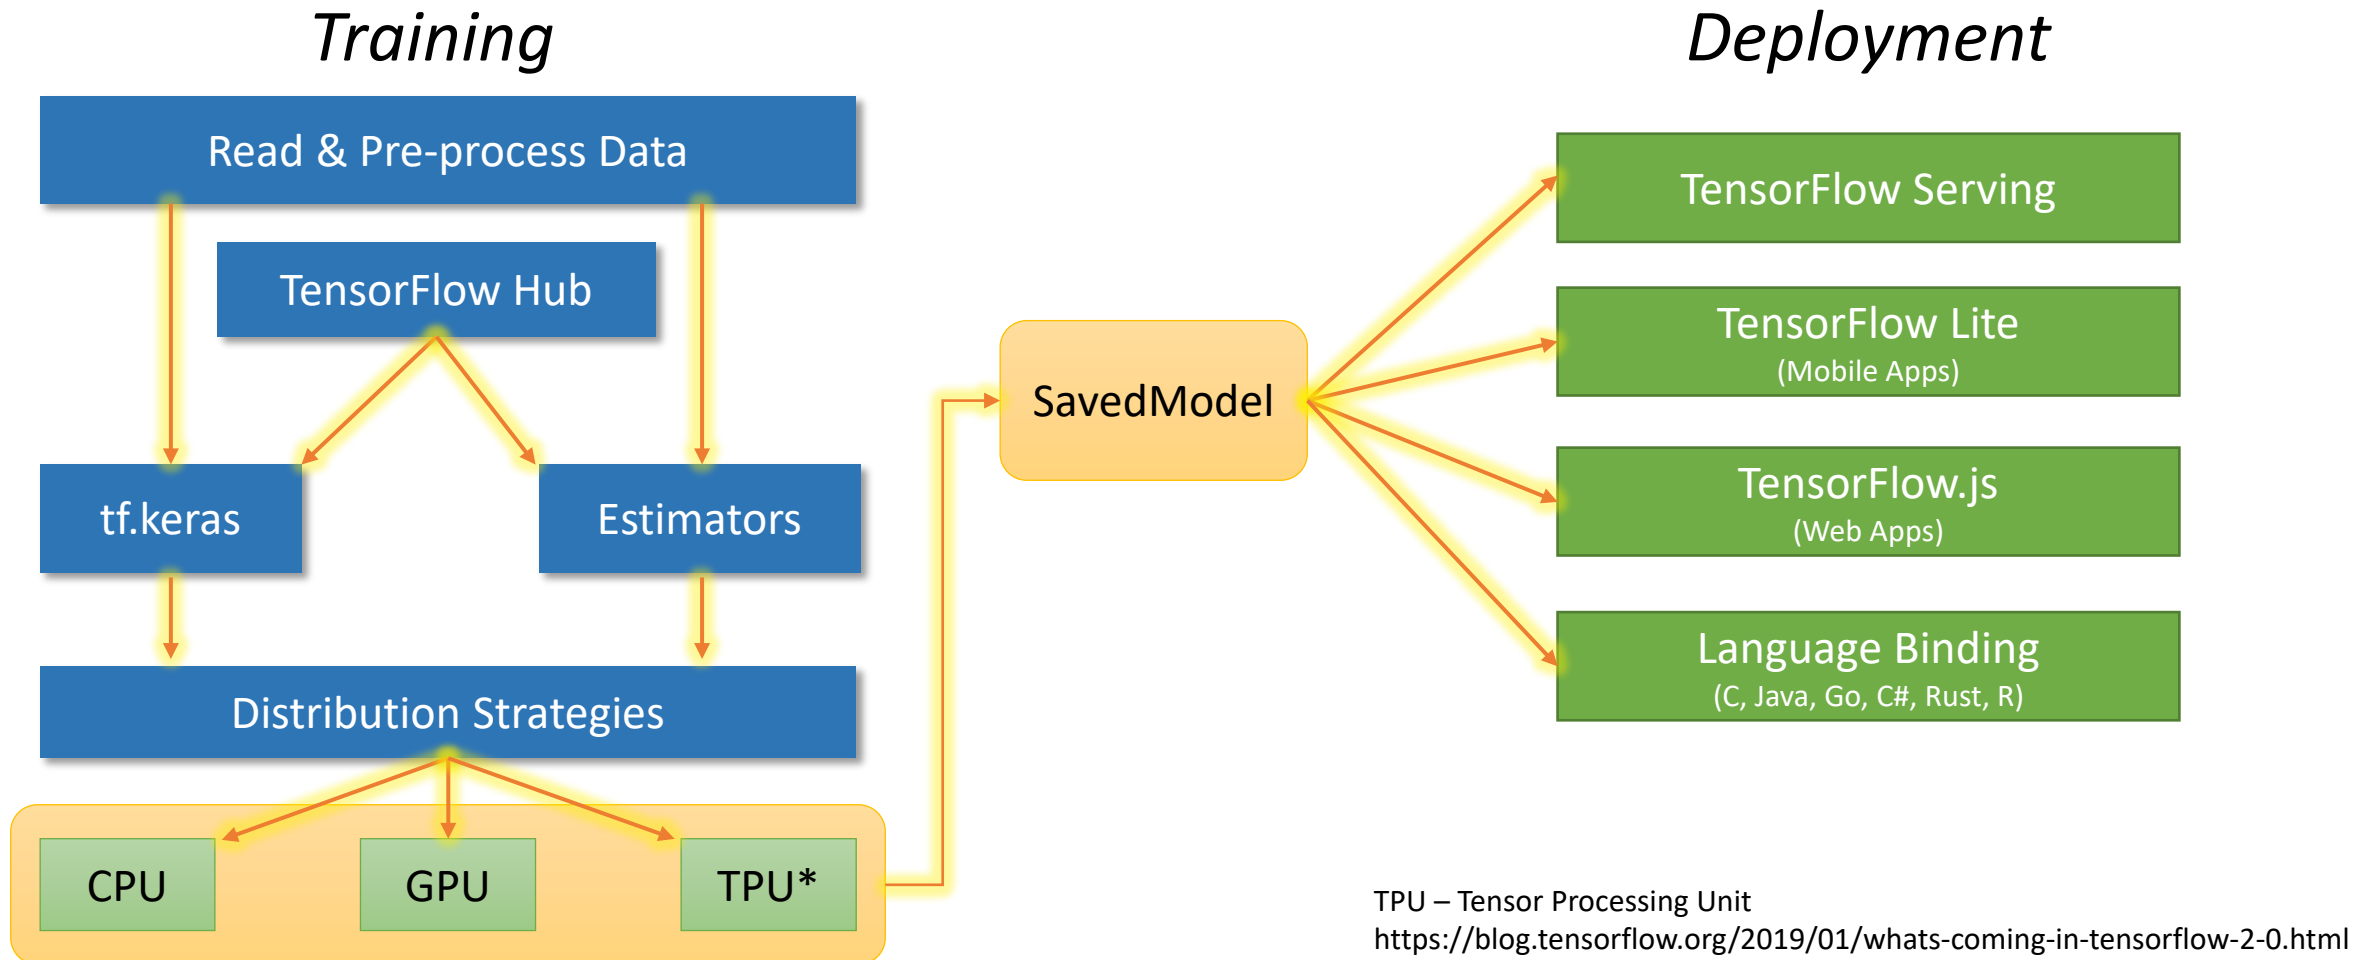 Training
Read & Pre-process Data
TensorFlow Hub
tf.keras
Estimators
Distribution Strategies
CPU
GPU
TPU*
SavedModel
Deployment
TensorFlow Serving
TensorFlow Lite
(Mobile Apps)
TensorFlow.js
(Web Apps)
Language Binding
(C, Java, Go, C#, Rust, R)
TPU – Tensor Processing Unit
https://blog.tensorflow.org/2019/01/whats-coming-in-tensorflow-2-0.html